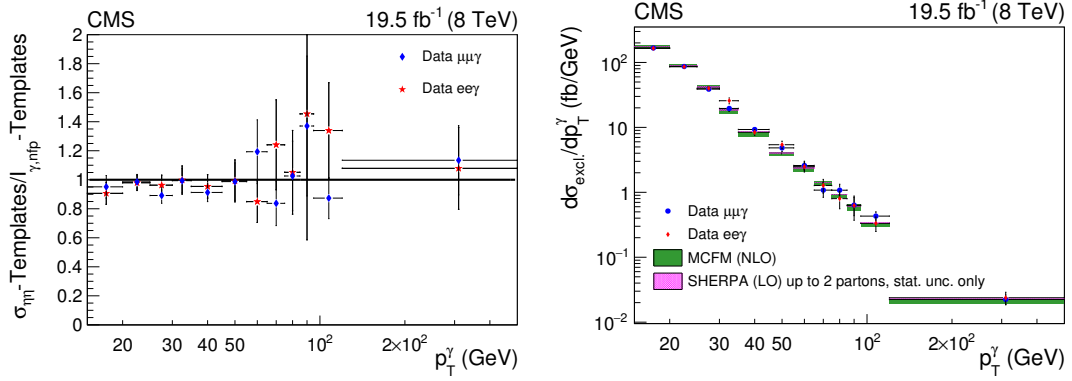 CMS 19.5 fb⁻¹ (8 TeV)
σ_ηη-Templates/I_γ,nfp-Templates
2
1.8
1.6
1.4
1.2
1
0.8
0.6
0.4
0.2
0
Data μμγ
Data eeγ
20 30 40 50 10² 2×10²
p_T^γ (GeV)
CMS 19.5 fb⁻¹ (8 TeV)
dσ_excl./dp_T^γ (fb/GeV)
10²
10
1
10⁻¹
10⁻²
Data μμγ
Data eeγ
MCFM (NLO)
SHERPA (LO) up to 2 partons, stat. unc. only
20 30 40 50 10² 2×10²
p_T^γ (GeV)